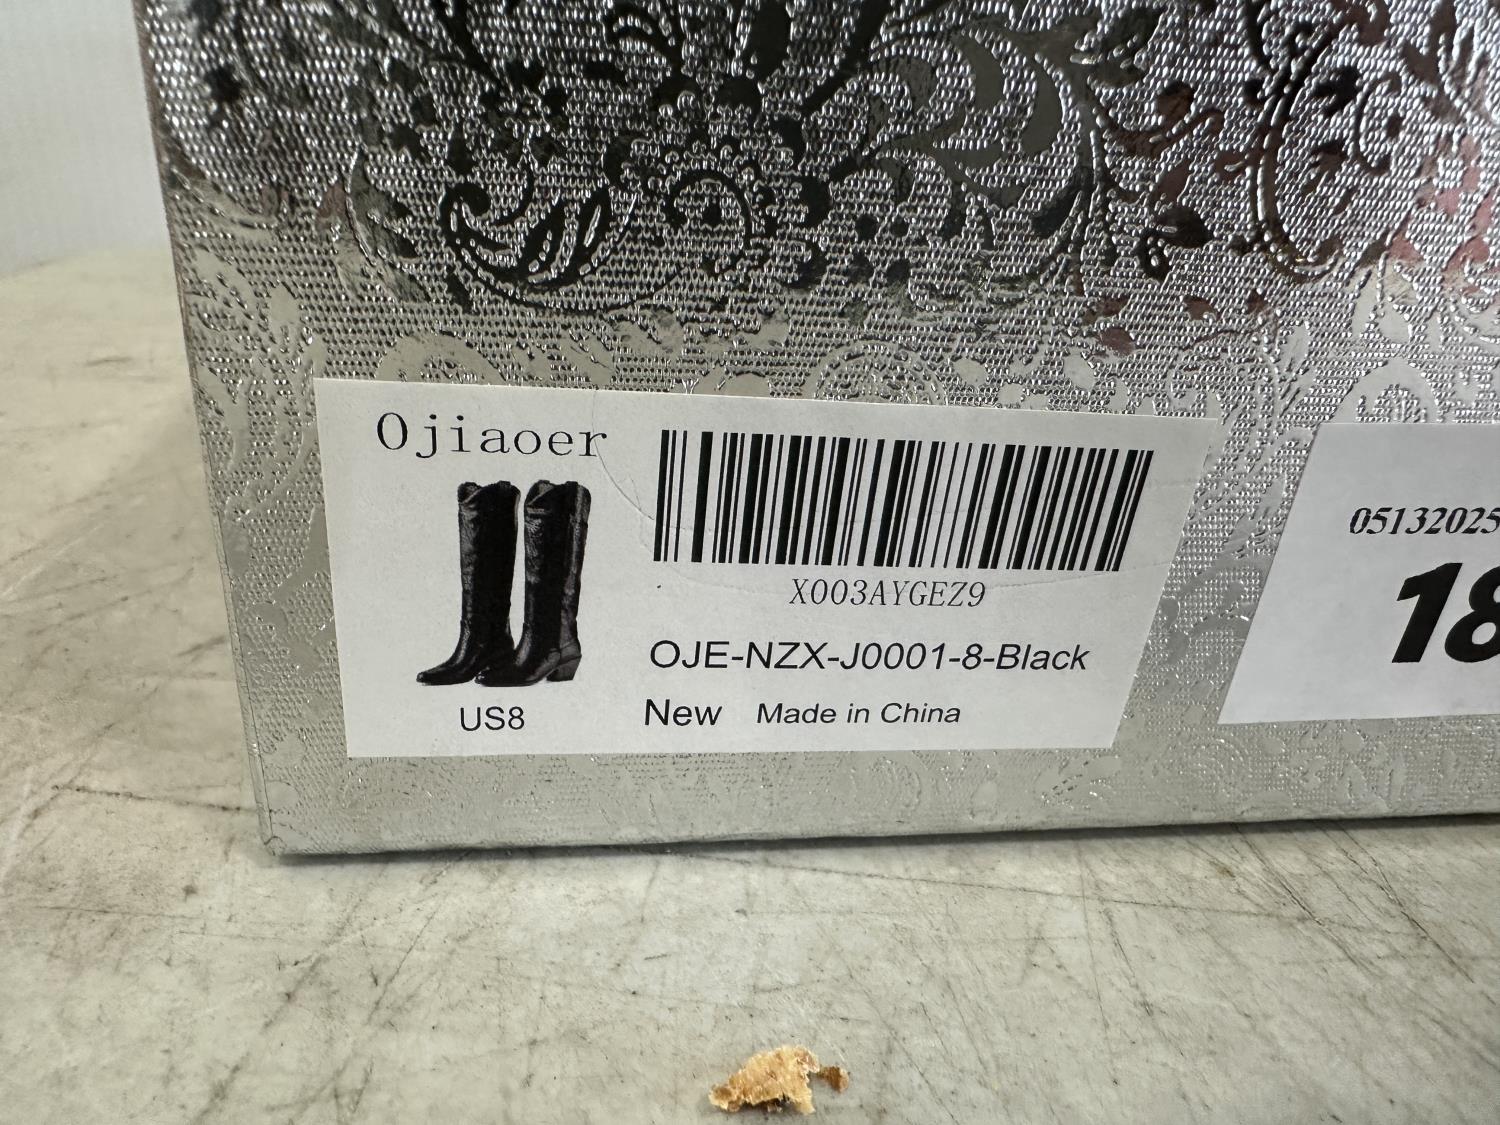 Ojiaoer
X003AYGEZ9
OJE-NZX-J0001-8-Black
US8
New Made in China
05132025
18